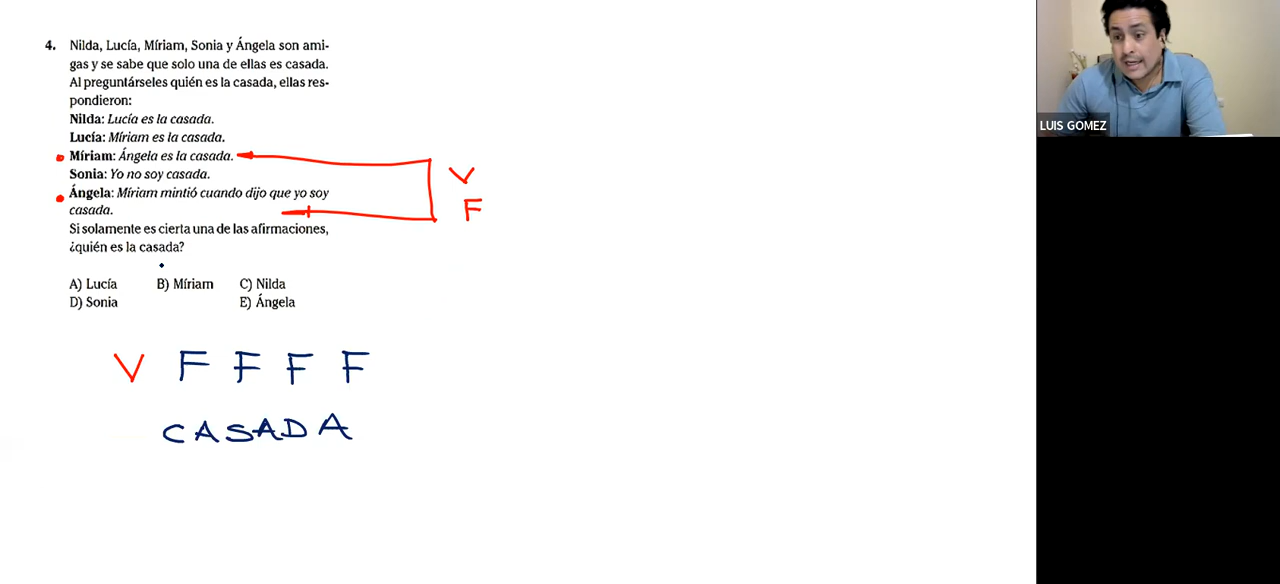 4. Nilda, Lucía, Míriam, Sonia y Ángela son ami-
gas y se sabe que solo una de ellas es casada.
Al preguntárseles quién es la casada, ellas res-
pondieron:
Nilda: Lucía es la casada.
Lucía: Míriam es la casada.
Míriam: Ángela es la casada.
Sonia: Yo no soy casada.
Ángela: Míriam mintió cuando dijo que yo soy
casada.
Si solamente es cierta una de las afirmaciones,
¿quién es la casada?
A) Lucía B) Míriam C) Nilda
D) Sonia E) Ángela
V
F
V F F F F
CASADA
LUIS GOMEZ